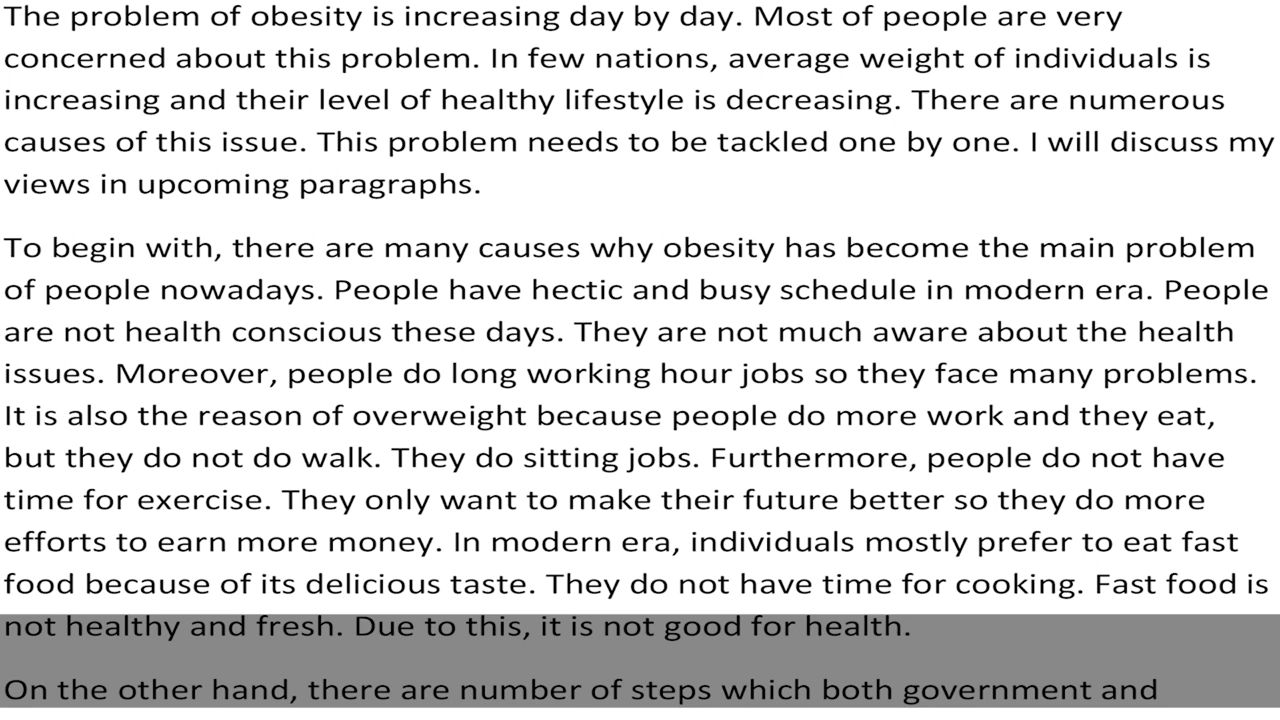 The problem of obesity is increasing day by day. Most of people are very
concerned about this problem. In few nations, average weight of individuals is
increasing and their level of healthy lifestyle is decreasing. There are numerous
causes of this issue. This problem needs to be tackled one by one. I will discuss my
views in upcoming paragraphs.
To begin with, there are many causes why obesity has become the main problem
of people nowadays. People have hectic and busy schedule in modern era. People
are not health conscious these days. They are not much aware about the health
issues. Moreover, people do long working hour jobs so they face many problems.
It is also the reason of overweight because people do more work and they eat,
but they do not do walk. They do sitting jobs. Furthermore, people do not have
time for exercise. They only want to make their future better so they do more
efforts to earn more money. In modern era, individuals mostly prefer to eat fast
food because of its delicious taste. They do not have time for cooking. Fast food is
not healthy and fresh. Due to this, it is not good for health.
On the other hand, there are number of steps which both government and